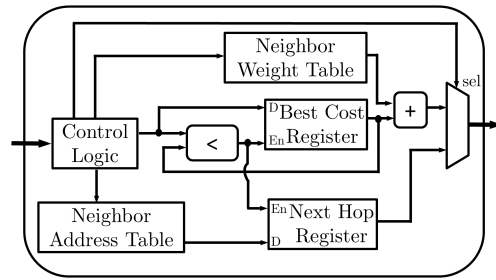 Neighbor
Weight Table
sel
D
Best Cost
En
Register
+
Control
Logic
<
Neighbor
Address Table
En
Next Hop
D
Register